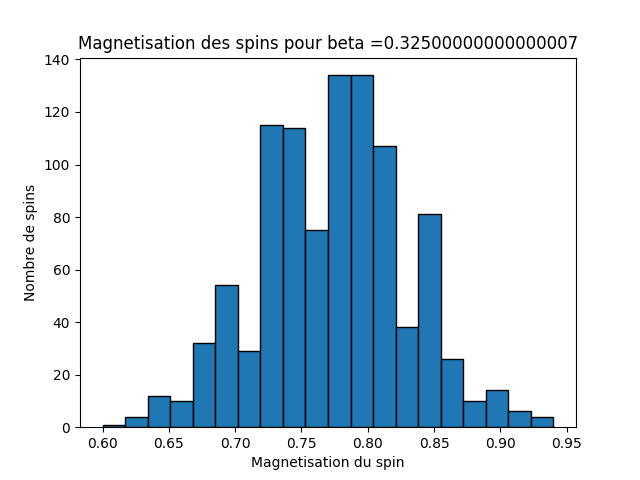 Magnetisation des spins pour beta =0.32500000000000007
140
120
100
80
60
40
20
0
Nombre de spins
0.60 0.65 0.70 0.75 0.80 0.85 0.90 0.95
Magnetisation du spin